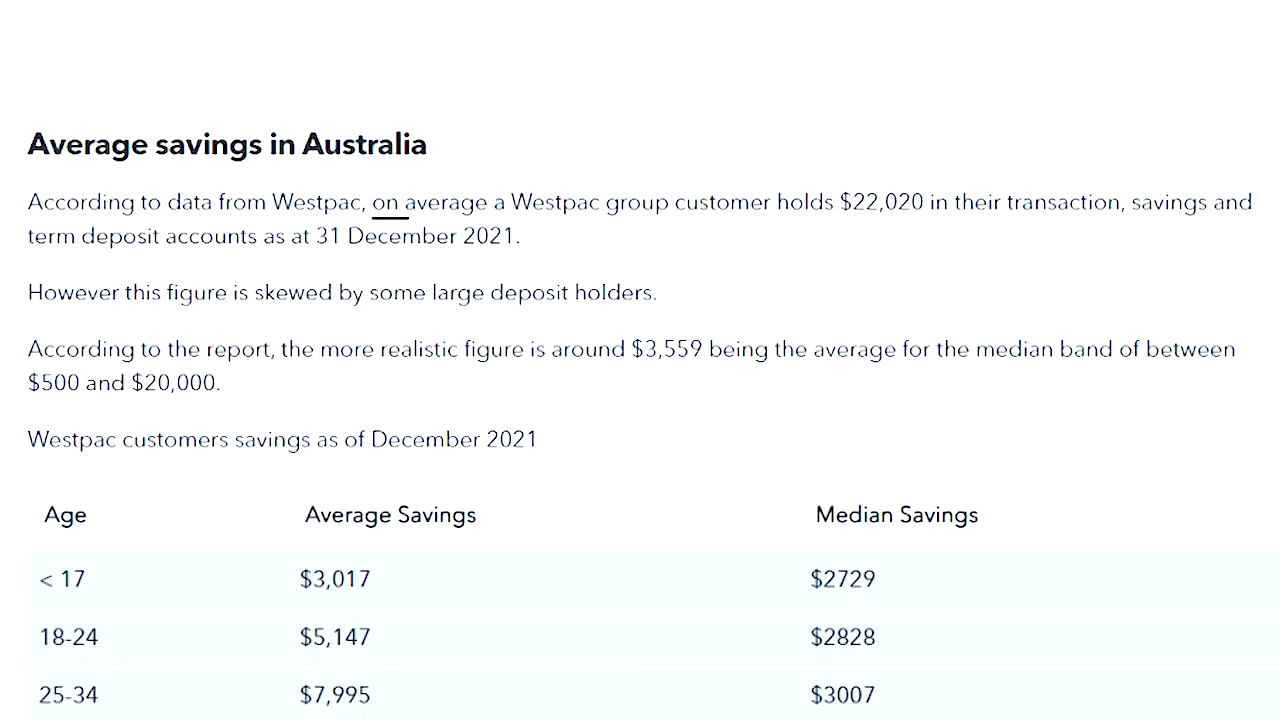 Average savings in Australia
According to data from Westpac, on average a Westpac group customer holds $22,020 in their transaction, savings and
term deposit accounts as at 31 December 2021.
However this figure is skewed by some large deposit holders.
According to the report, the more realistic figure is around $3,559 being the average for the median band of between
$500 and $20,000.
Westpac customers savings as of December 2021
Age Average Savings Median Savings
< 17 $3,017 $2729
18-24 $5,147 $2828
25-34 $7,995 $3007